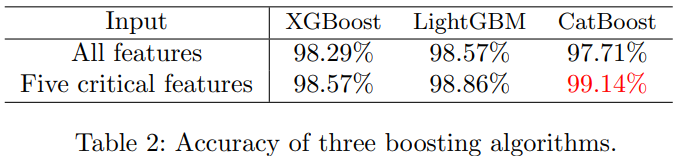 Input XGBoost LightGBM CatBoost
All features 98.29% 98.57% 97.71%
Five critical features 98.57% 98.86% 99.14%
Table 2: Accuracy of three boosting algorithms.